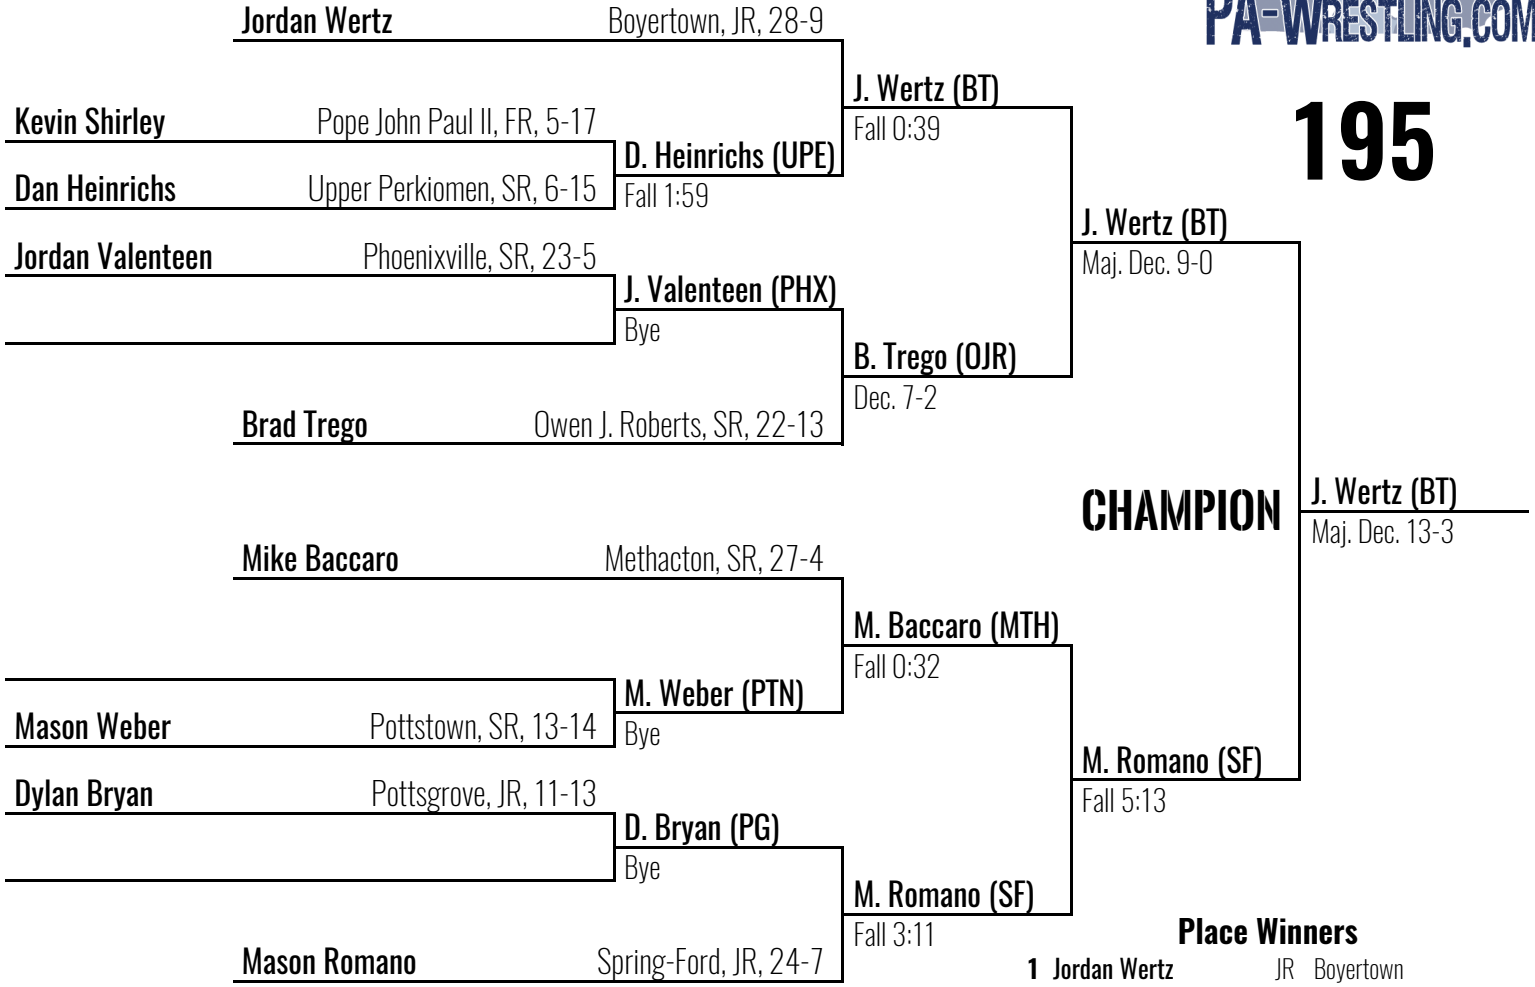 PA-WRESTLING.COM
195
Jordan Wertz Boyertown, JR, 28-9
J. Wertz (BT)
Fall 0:39
Kevin Shirley Pope John Paul II, FR, 5-17
D. Heinrichs (UPE)
Fall 1:59
Dan Heinrichs Upper Perkiomen, SR, 6-15
J. Wertz (BT)
Maj. Dec. 9-0
Jordan Valenteen Phoenixville, SR, 23-5
J. Valenteen (PHX)
Bye
B. Trego (OJR)
Dec. 7-2
Brad Trego Owen J. Roberts, SR, 22-13
CHAMPION
J. Wertz (BT)
Maj. Dec. 13-3
Mike Baccaro Methacton, SR, 27-4
M. Baccaro (MTH)
Fall 0:32
M. Weber (PTN)
Bye
Mason Weber Pottstown, SR, 13-14
M. Romano (SF)
Fall 5:13
Dylan Bryan Pottsgrove, JR, 11-13
D. Bryan (PG)
Bye
M. Romano (SF)
Fall 3:11
Mason Romano Spring-Ford, JR, 24-7
Place Winners
1 Jordan Wertz JR Boyertown